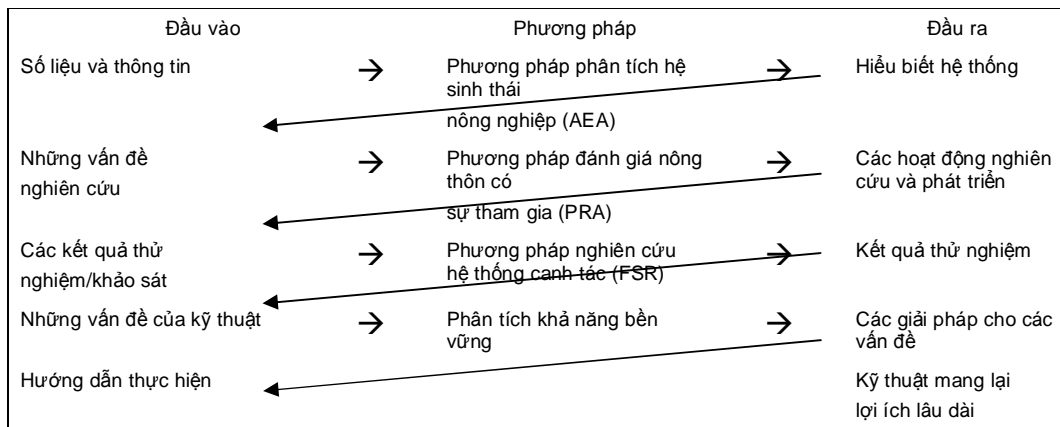 Đầu vào Phương pháp Đầu ra
Số liệu và thông tin → Phương pháp phân tích hệ → Hiểu biết hệ thống
sinh thái
nông nghiệp (AEA)
Những vấn đề → Phương pháp đánh giá nông → Các hoạt động nghiên
nghiên cứu thôn có cứu và phát triển
sự tham gia (PRA)
Các kết quả thử → Phương pháp nghiên cứu → Kết quả thử nghiệm
nghiệm/khảo sát hệ thống canh tác (FSR)
Những vấn đề của kỹ thuật → Phân tích khả năng bền → Các giải pháp cho các
vững vấn đề
Hướng dẫn thực hiện Kỹ thuật mang lại
lợi ích lâu dài